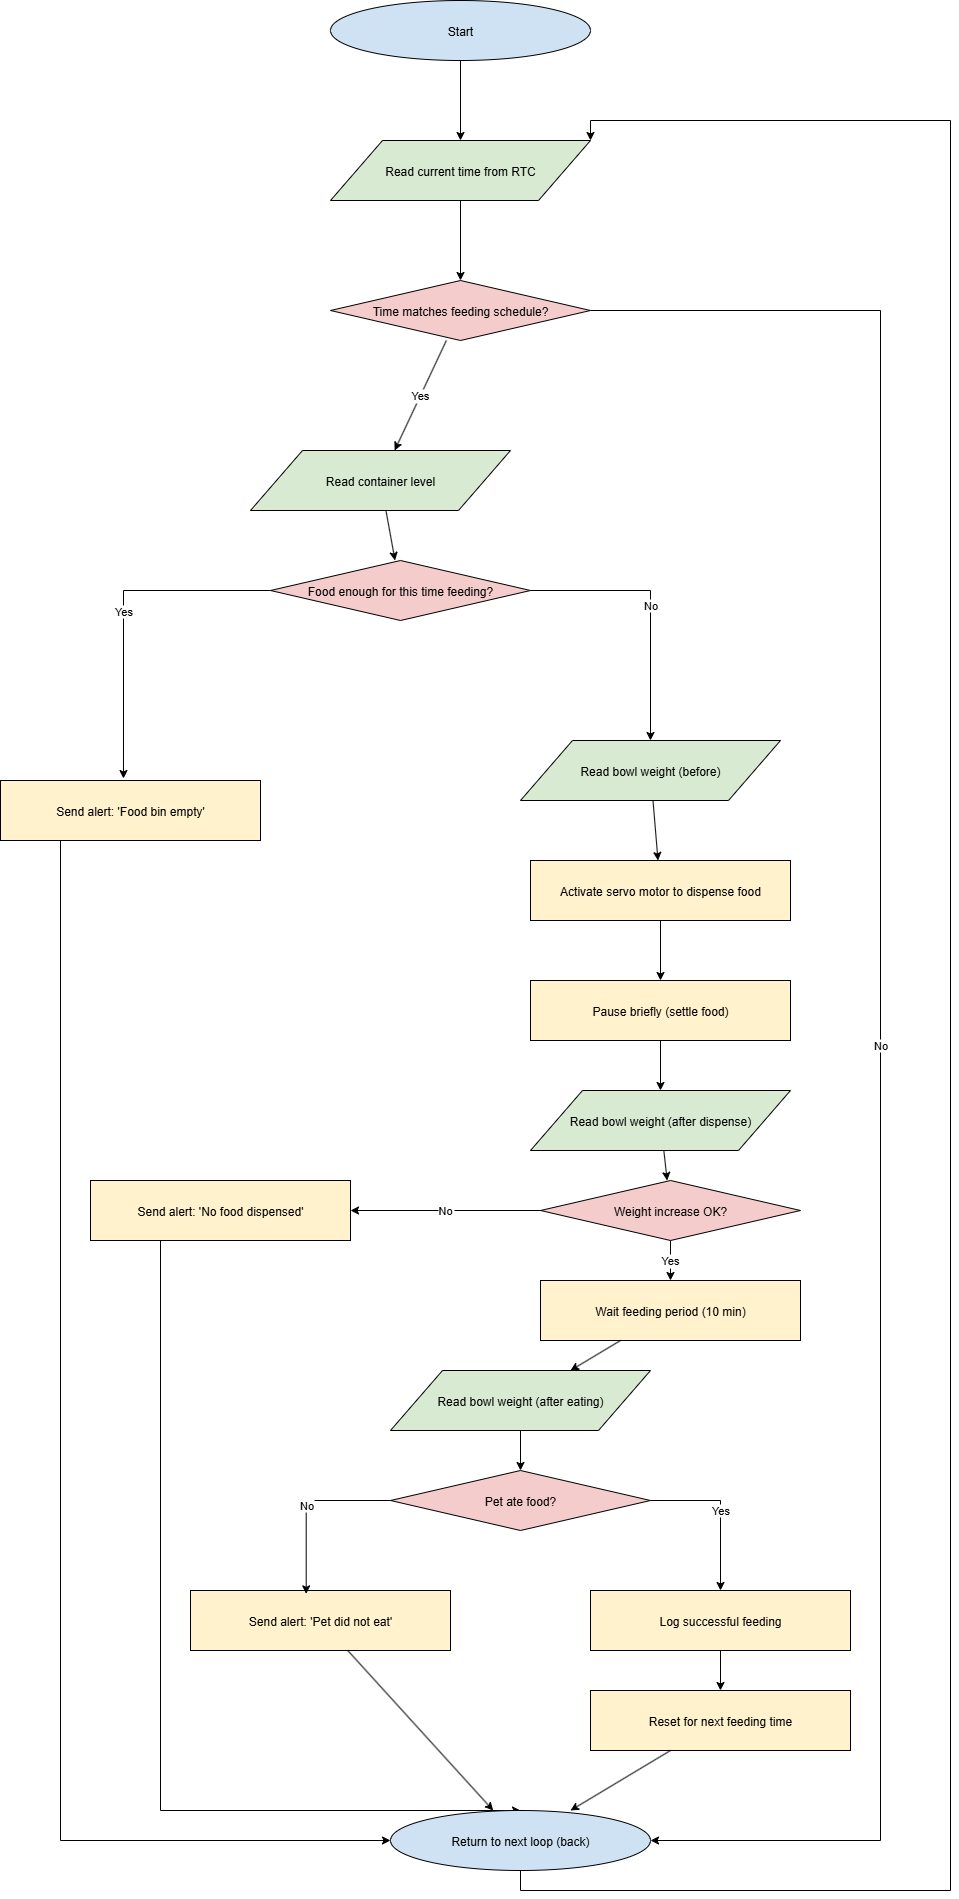 Start
Read current time from RTC
Time matches feeding schedule?
Yes
Read container level
Food enough for this time feeding?
Yes
No
Read bowl weight (before)
Send alert: 'Food bin empty'
Activate servo motor to dispense food
Pause briefly (settle food)
No
Read bowl weight (after dispense)
Send alert: 'No food dispensed'
No
Weight increase OK?
Yes
Wait feeding period (10 min)
Read bowl weight (after eating)
Pet ate food?
No
Yes
Send alert: 'Pet did not eat'
Log successful feeding
Reset for next feeding time
Return to next loop (back)